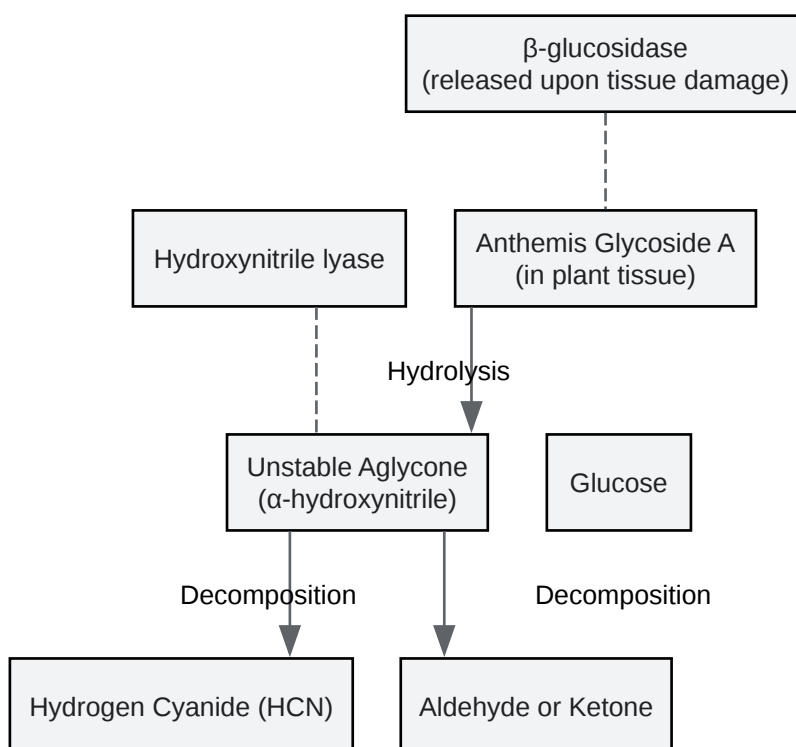 β-glucosidase
(released upon tissue damage)
Hydroxynitrile lyase
Anthemis Glycoside A
(in plant tissue)
Hydrolysis
Unstable Aglycone
(α-hydroxynitrile)
Glucose
Decomposition
Decomposition
Hydrogen Cyanide (HCN)
Aldehyde or Ketone